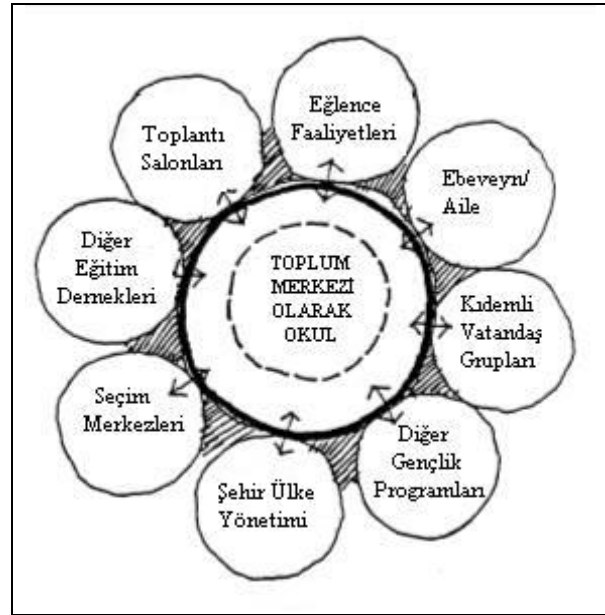 Eğlence
Faaliyetleri
Toplantı
Salonları
Ebeveyn/
Aile
Diğer
Eğitim
Dernekleri
TOPLUM
MERKEZİ
OLARAK
OKUL
Kıdemli
Vatandaş
Grupları
Seçim
Merkezleri
Diğer
Gençlik
Programları
Şehir Ülke
Yönetimi